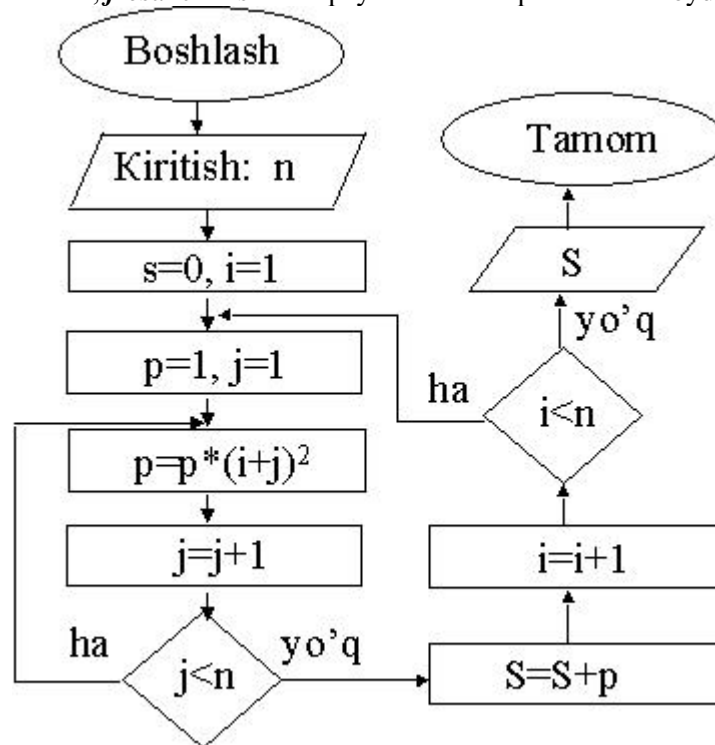 Boshlash
Kiritish: n
s=0, i=1
p=1, j=1
p=p*(i+j)²
j=j+1
ha
j<n
yo’q
S=S+p
i=i+1
ha
i<n
yo’q
S
Tamom